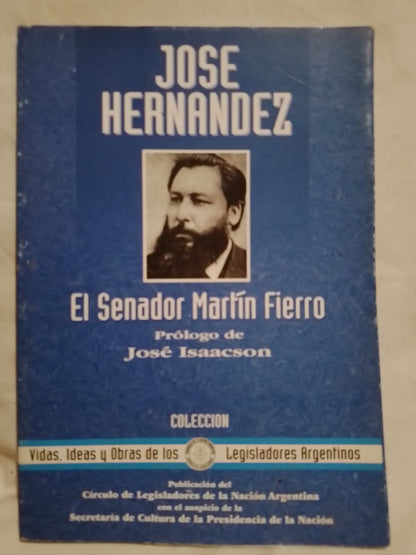 JOSE
HERNANDEZ
El Senador Martín Fierro
Prólogo de
José Isaacson
COLECCION
Vidas, Ideas y Obras de los Legisladores Argentinos
Publicación del
Círculo de Legisladores de la Nación Argentina
con el auspicio de la
Secretaría de Cultura de la Presidencia de la Nación